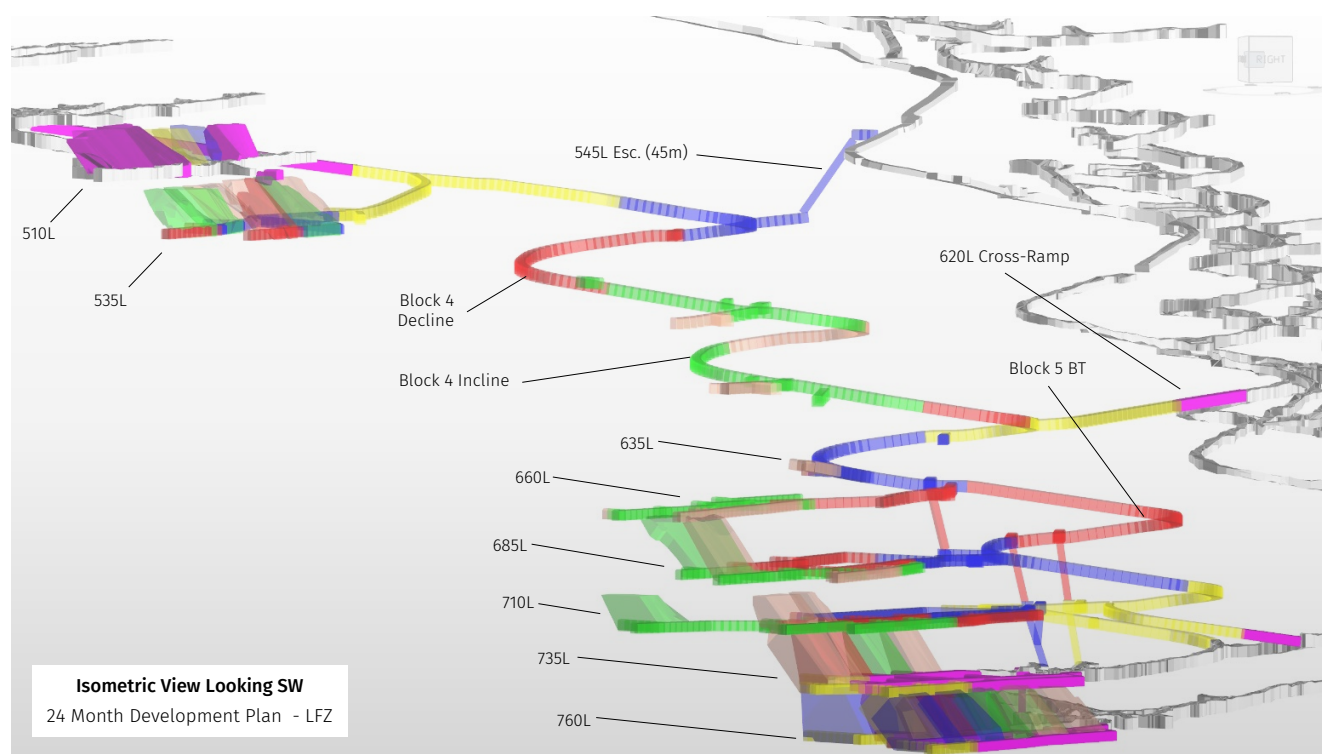 RIGHT
545L Esc. (45m)
510L
620L Cross-Ramp
535L
Block 4
Decline
Block 4 Incline
Block 5 BT
635L
660L
685L
710L
735L
760L
Isometric View Looking SW
24 Month Development Plan - LFZ